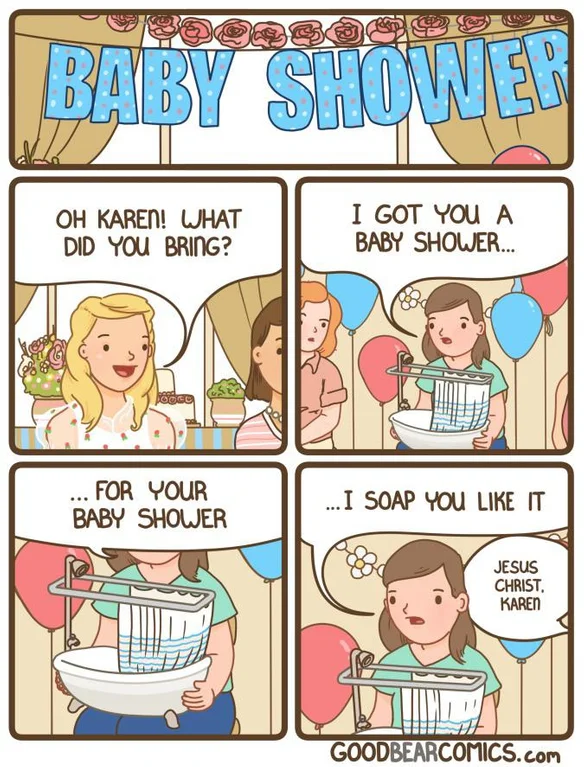 BABY SHOWER
OH KAREN! WHAT
DID YOU BRING?
I GOT YOU A
BABY SHOWER...
...FOR YOUR
BABY SHOWER
...I SOAP YOU LIKE IT
JESUS
CHRIST,
KAREN
GOODBEARCOMICS.com